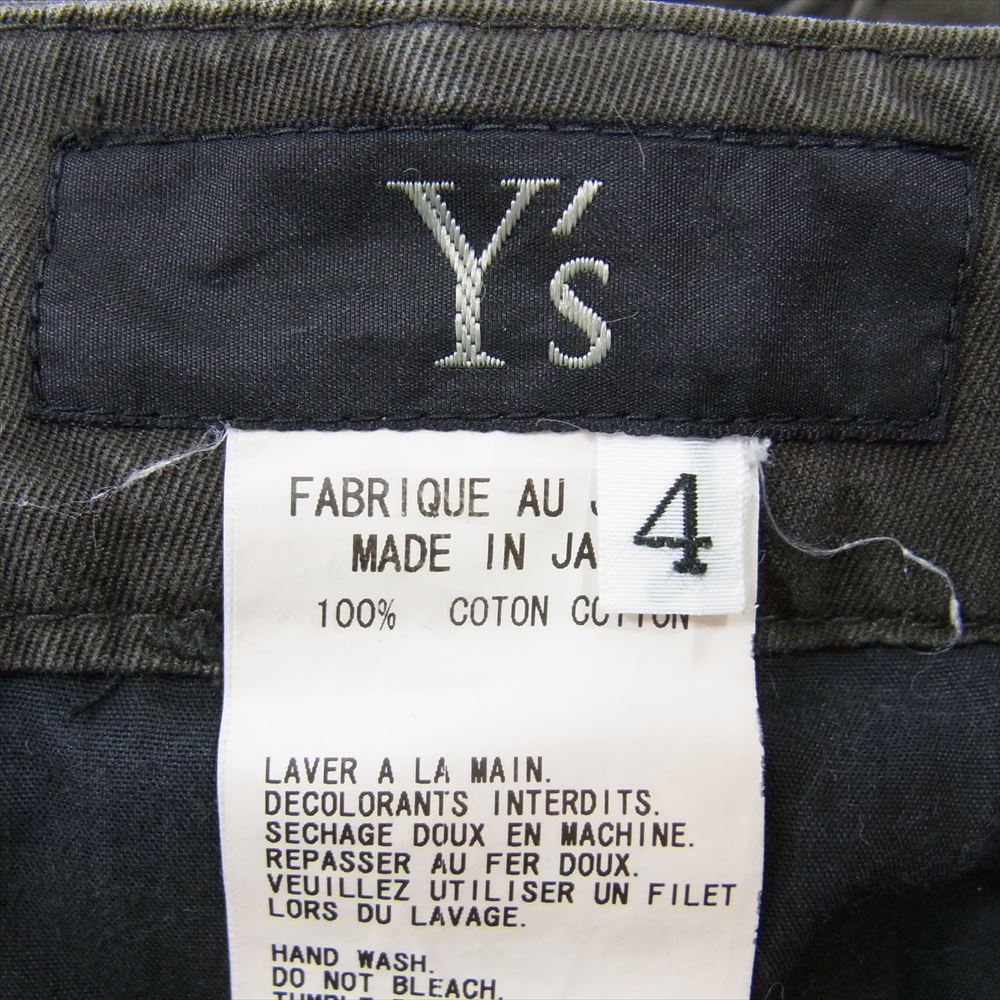 Y's
4
FABRIQUE AU
MADE IN
100% COTON COTTON
LAVER A LA MAIN.
DECOLORANTS INTERDITS.
SECHAGE DOUX EN MACHINE.
REPASSER AU FER DOUX.
VEUILLEZ UTILISER UN FILET
LORS DU LAVAGE.
HAND WASH.
DO NOT BLEACH.
TUMBLE